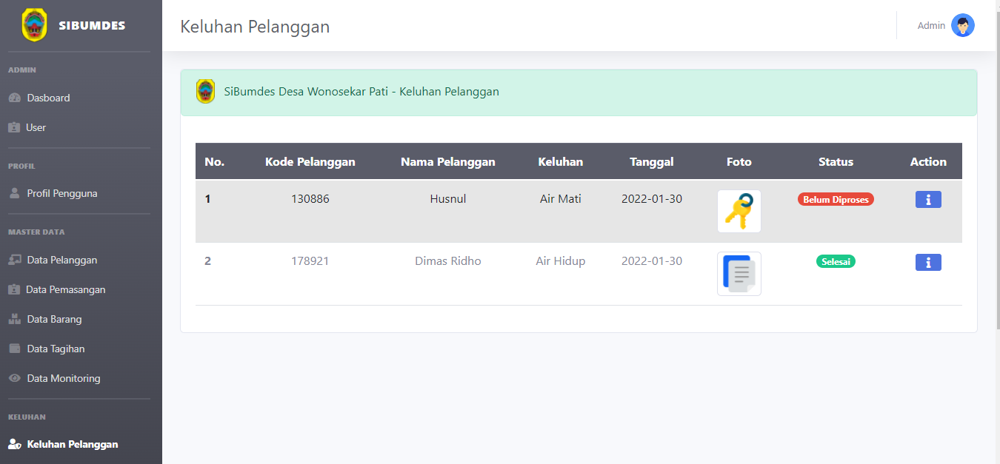 SIBUMDES
Keluhan Pelanggan
Admin
ADMIN
Dasboard
User
PROFIL
Profil Pengguna
MASTER DATA
Data Pelanggan
Data Pemasangan
Data Barang
Data Tagihan
Data Monitoring
KELUHAN
Keluhan Pelanggan
SiBumdes Desa Wonosekar Pati - Keluhan Pelanggan
No. Kode Pelanggan Nama Pelanggan Keluhan Tanggal Foto Status Action
1 130886 Husnul Air Mati 2022-01-30 Belum Diproses
2 178921 Dimas Ridho Air Hidup 2022-01-30 Selesai